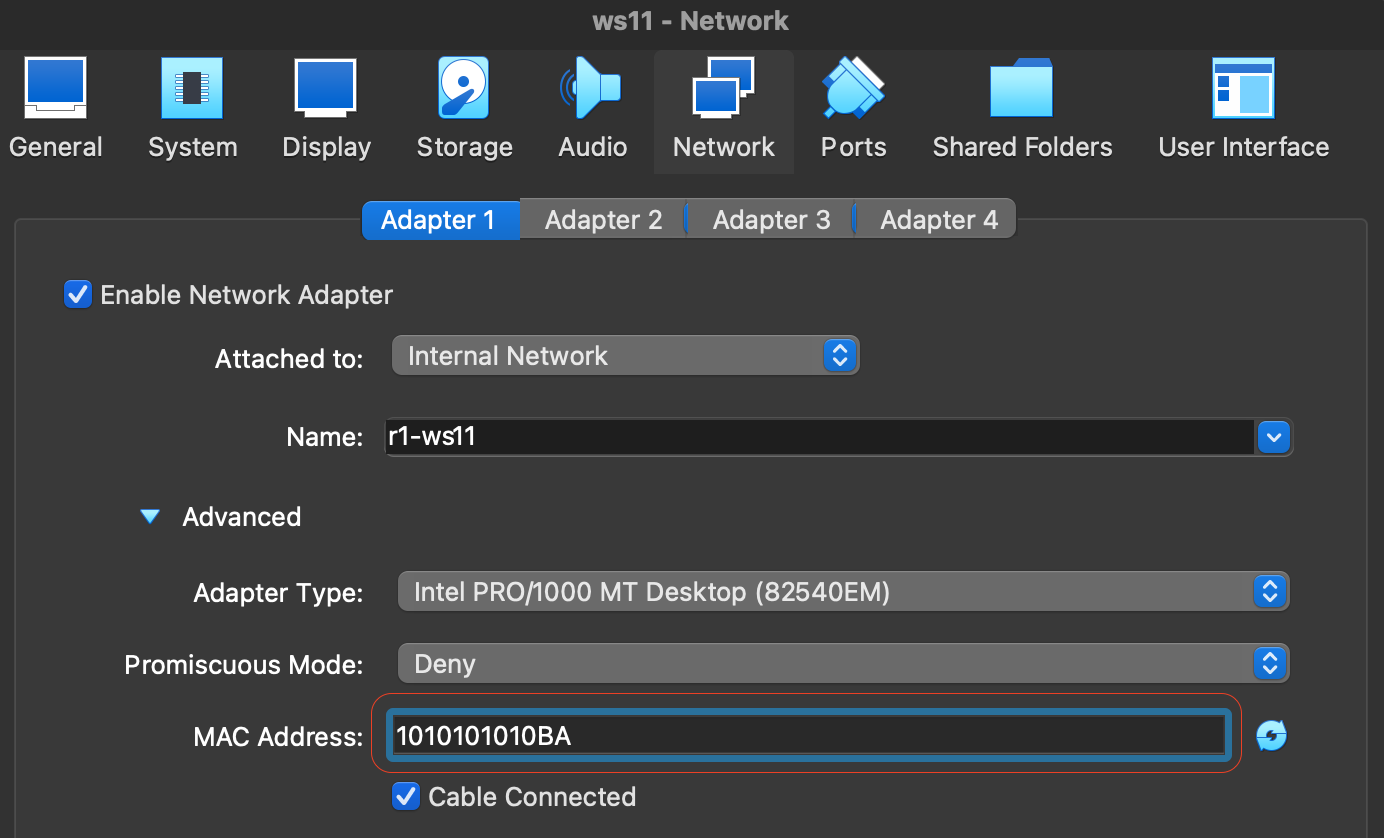 ws11 - Network
General System Display Storage Audio Network Ports Shared Folders User Interface
Adapter 1 Adapter 2 Adapter 3 Adapter 4
Enable Network Adapter
Attached to: Internal Network
Name: r1-ws11
Advanced
Adapter Type: Intel PRO/1000 MT Desktop (82540EM)
Promiscuous Mode: Deny
MAC Address: 1010101010BA
Cable Connected